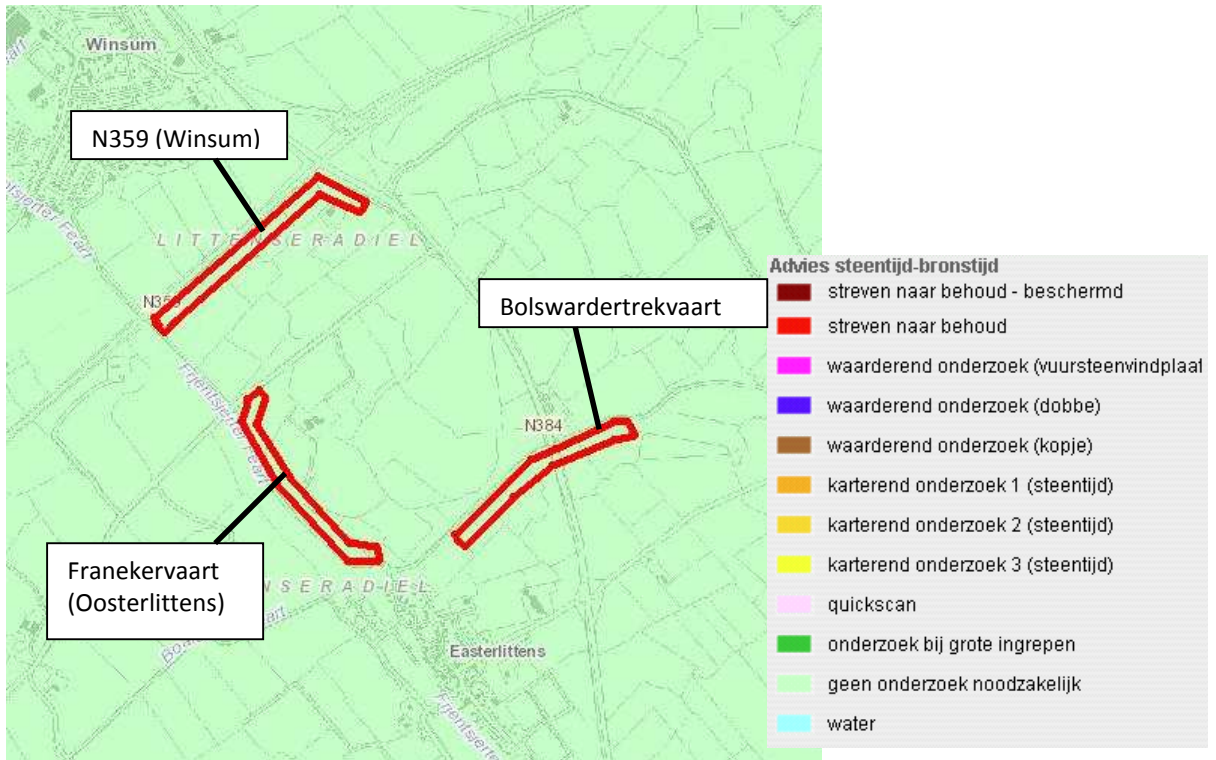 Winsum
N359 (Winsum)
LITTENSERADIEL
Bolswardertrekvaart
N384
Franekervaart
(Oosterlittens)
Easterlittens
Advies steentijd-bronstijd
streven naar behoud - beschermd
streven naar behoud
waarderend onderzoek (vuursteenvindplaat
waarderend onderzoek (dobbe)
waarderend onderzoek (kopje)
karterend onderzoek 1 (steentijd)
karterend onderzoek 2 (steentijd)
karterend onderzoek 3 (steentijd)
quickscan
onderzoek bij grote ingrepen
geen onderzoek noodzakelijk
water